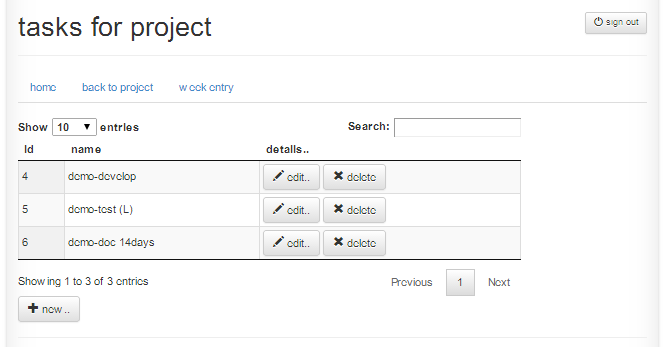 tasks for project
sign out
home back to project week entry
Show 10 entries Search:
Id name details..
4 demo-develop edit.. delete
5 demo-test (L) edit.. delete
6 demo-doc 14days edit.. delete
Showing 1 to 3 of 3 entries Previous 1 Next
new ..